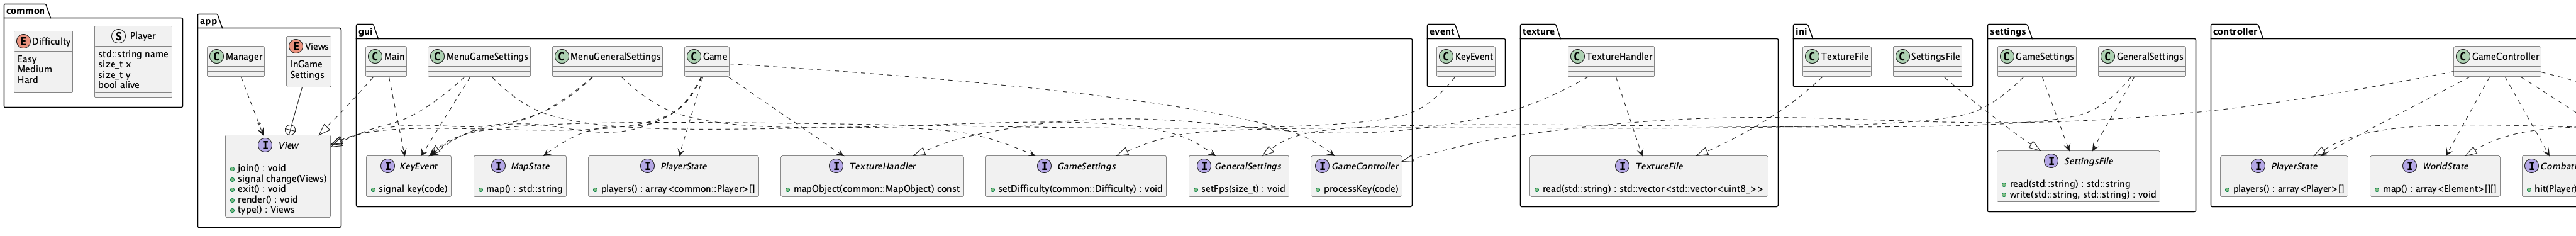 common
E Difficulty
Easy
Medium
Hard
S Player
std::string name
size_t x
size_t y
bool alive
app
C Manager
E Views
InGame
Settings
I View
join() : void
signal change(Views)
exit() : void
render() : void
type() : Views
gui
C Main
C MenuGameSettings
C MenuGeneralSettings
C Game
I KeyEvent
signal key(code)
I MapState
map() : std::string
I PlayerState
players() : array<common::Player>[]
I TextureHandler
mapObject(common::MapObject) const
I GameSettings
setDifficulty(common::Difficulty) : void
I GeneralSettings
setFps(size_t) : void
I GameController
processKey(code)
event
C KeyEvent
texture
C TextureHandler
I TextureFile
read(std::string) : std::vector<std::vector<uint8_>>
ini
C TextureFile
C SettingsFile
settings
C GameSettings
C GeneralSettings
I SettingsFile
read(std::string) : std::string
write(std::string, std::string) : void
controller
C GameController
I PlayerState
players() : array<Player>[]
I WorldState
map() : array<Element>[][]
I Combat
hit(Player)